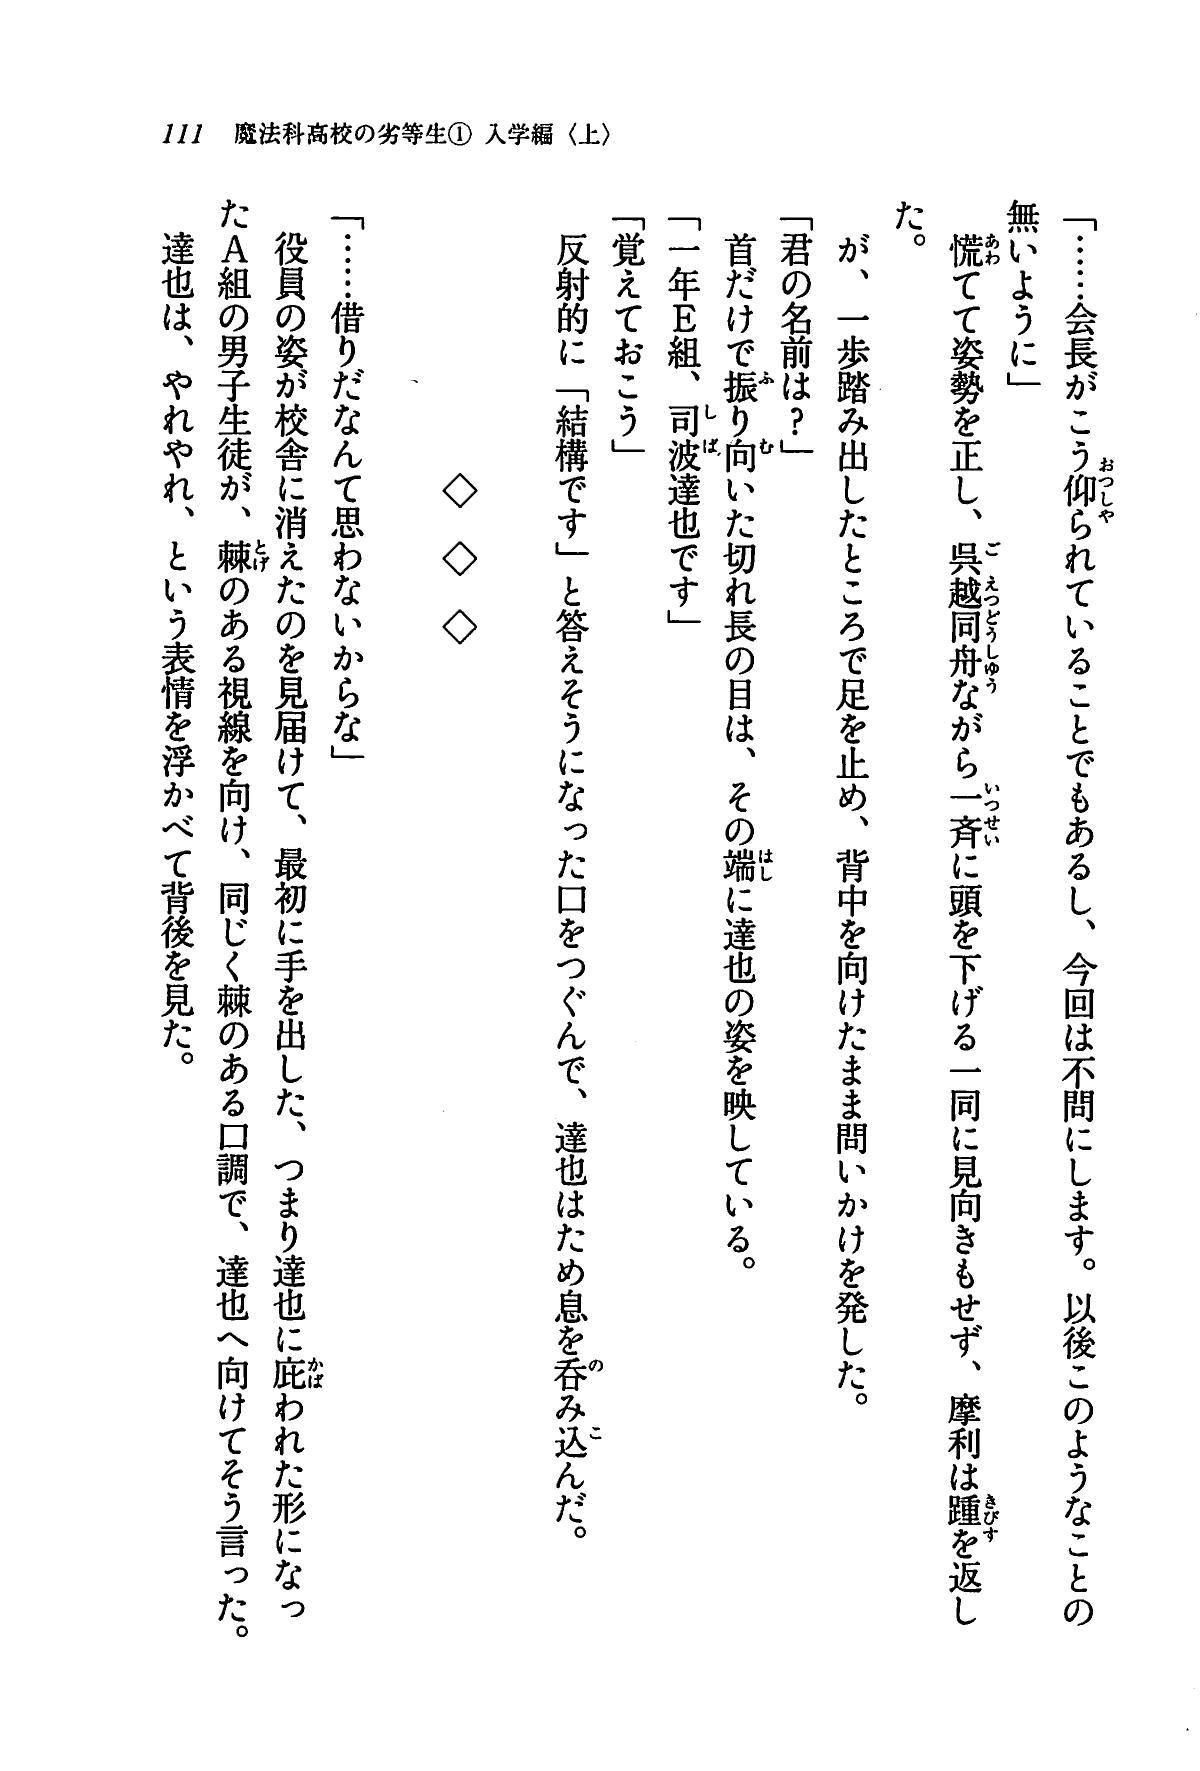 111 魔法科高校の劣等生① 入学編〈上〉
「……会長がこう仰られていることでもあるし、今回は不問にします。以後このようなことの
無いように」
慌てて姿勢を正し、呉越同舟ながら一斉に頭を下げる一同に見向きもせず、摩利は踵を返し
た。
が、一歩踏み出したところで足を止め、背中を向けたまま問いかけを発した。
「君の名前は?」
首だけで振り向いた切れ長の目は、その端に達也の姿を映している。
「一年E組、司波達也です」
「覚えておこう」
反射的に「結構です」と答えそうになった口をつぐんで、達也はため息を呑み込んだ。
◇ ◇ ◇
「……借りだなんて思わないからな」
役員の姿が校舎に消えたのを見届けて、最初に手を出した、つまり達也に庇われた形になっ
たA組の男子生徒が、棘のある視線を向け、同じく棘のある口調で、達也へ向けてそう言った。
達也は、やれやれ、という表情を浮かべて背後を見た。